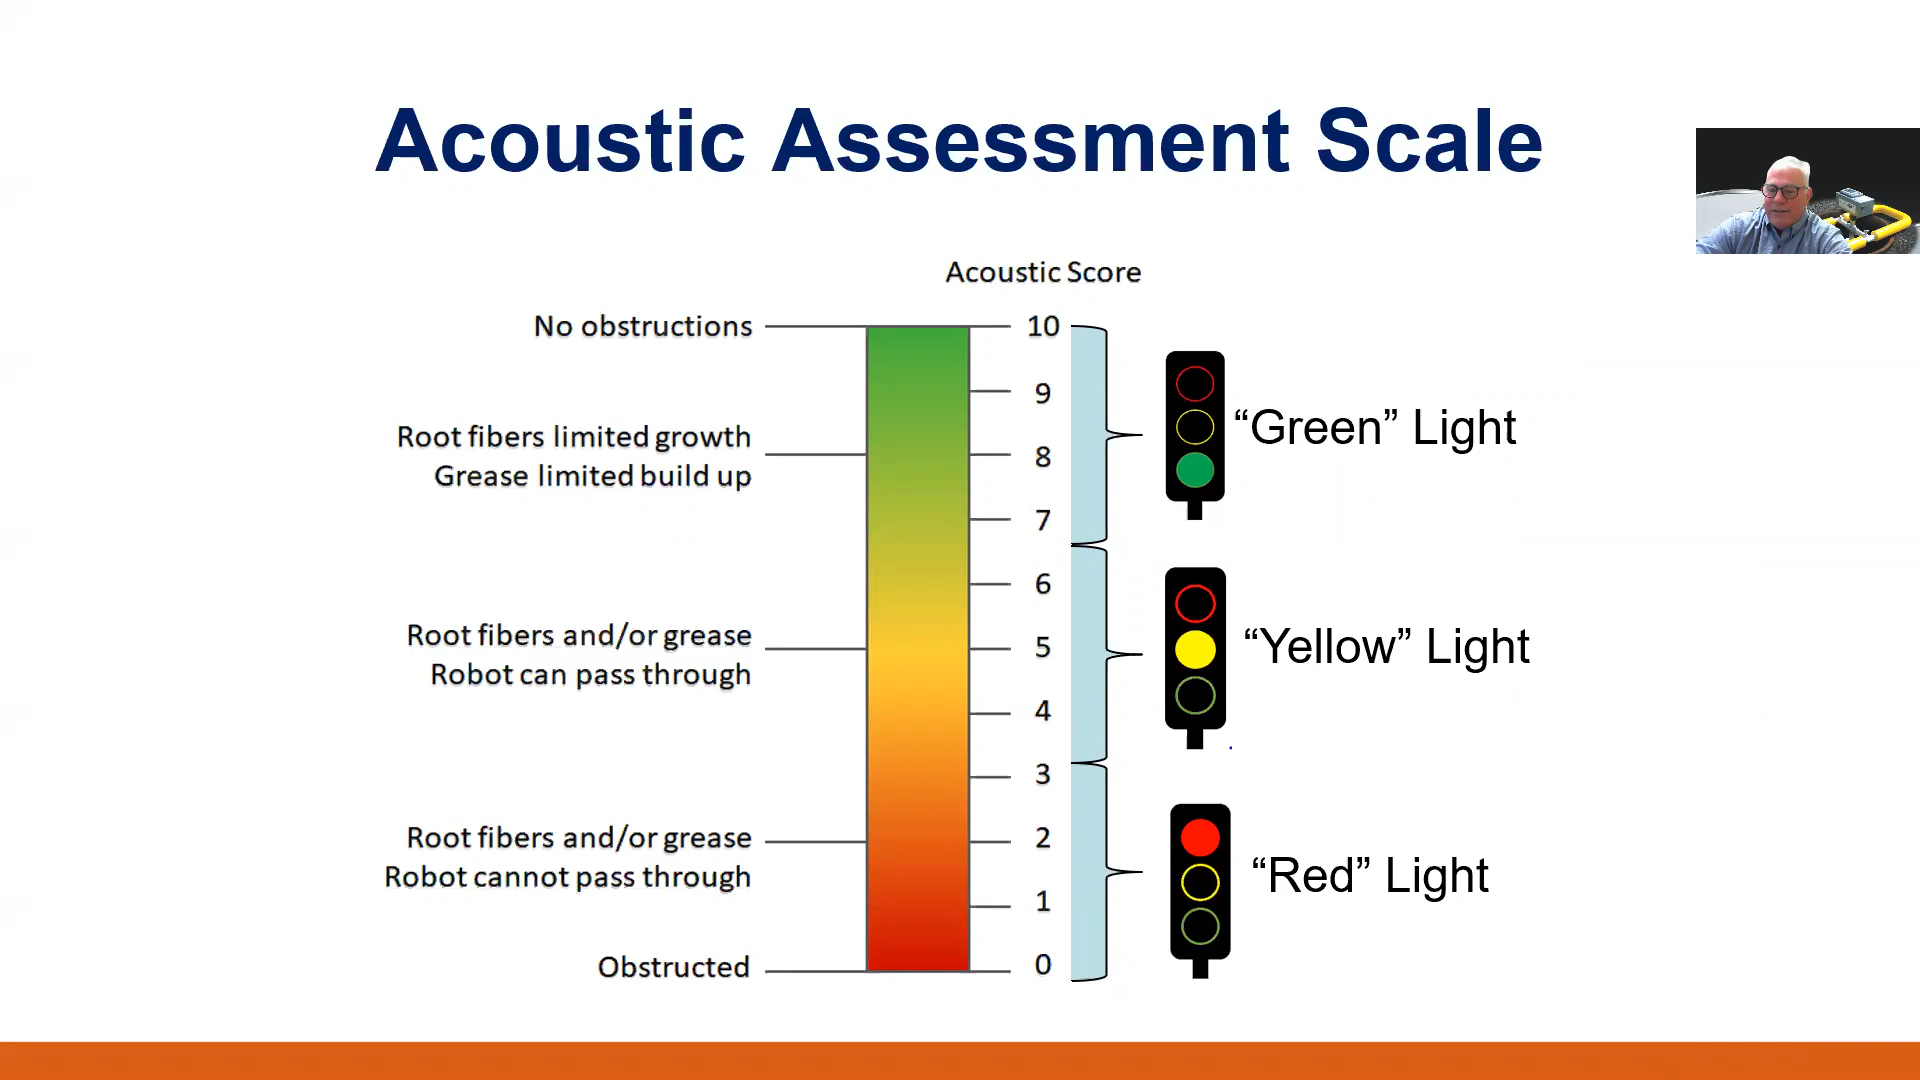 Acoustic Assessment Scale
Acoustic Score
No obstructions
10
9
Root fibers limited growth
Grease limited build up
8
7
"Green" Light
6
Root fibers and/or grease
Robot can pass through
5
4
"Yellow" Light
3
Root fibers and/or grease
Robot cannot pass through
2
1
"Red" Light
Obstructed
0